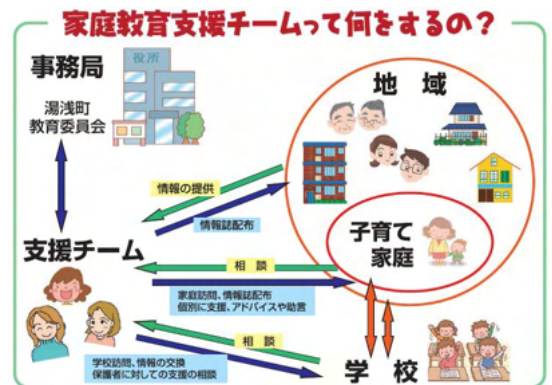 家庭教育支援チームって何をするの？
事務局
役所
湯浅町
教育委員会
地域
情報の提供
情報誌配布
支援チーム
子育て
家庭
相談
家庭訪問、情報誌配布
個別に支援、アドバイスや助言
相談
学校訪問、情報の交換
保護者に対しての支援の相談
学校